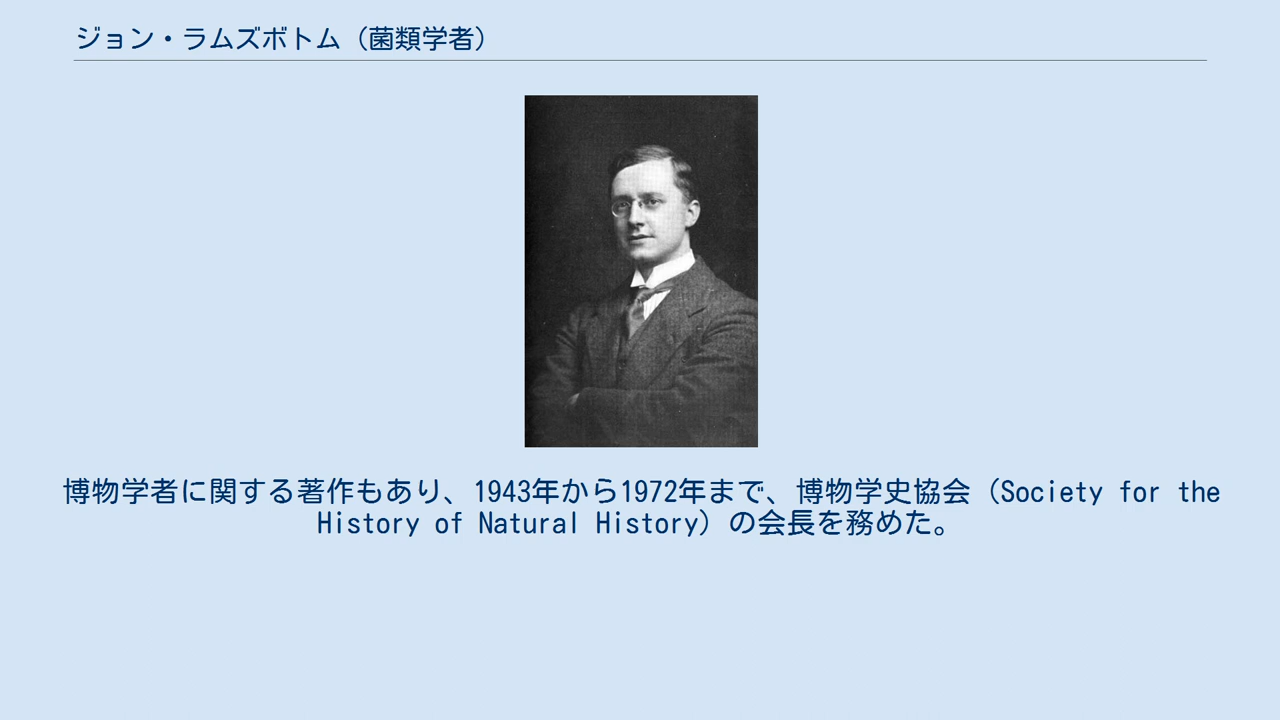 ジョン・ラムズボトム（菌類学者）
博物学者に関する著作もあり、1943年から1972年まで、博物学史協会（Society for the
History of Natural History）の会長を務めた。